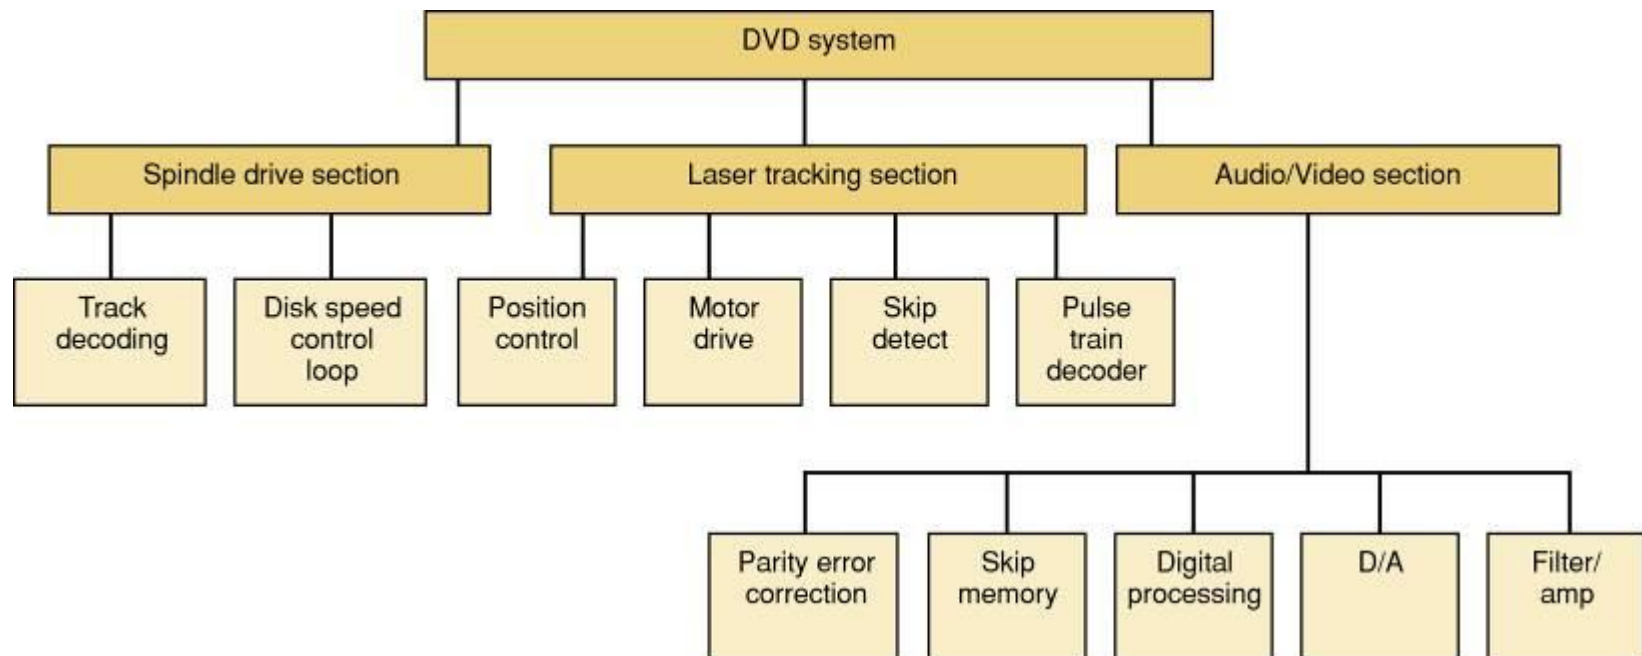 DVD system
Spindle drive section
Laser tracking section
Audio/Video section
Track
decoding
Disk speed
control
loop
Position
control
Motor
drive
Skip
detect
Pulse
train
decoder
Parity error
correction
Skip
memory
Digital
processing
D/A
Filter/
amp